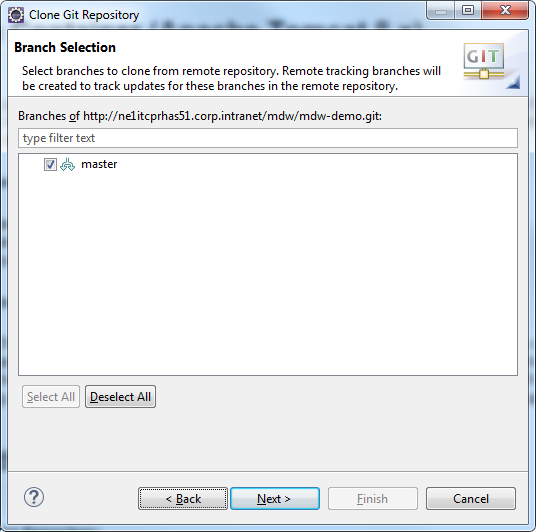 Clone Git Repository
Branch Selection
Select branches to clone from remote repository. Remote tracking branches will
be created to track updates for these branches in the remote repository.
GIT
Branches of http://ne1itcprhas51.corp.intranet/mdw/mdw-demo.git:
type filter text
master
Select All
Deselect All
?
< Back
Next >
Finish
Cancel